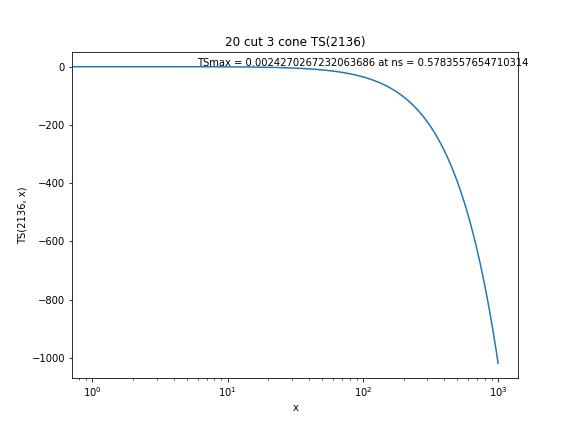 20 cut 3 cone TS(2136)
TSmax = 0.0024270267232063686 at ns = 0.5783557654710314
0
−200
−400
−600
−800
−1000
TS(2136, x)
10⁰ 10¹ 10² 10³
x